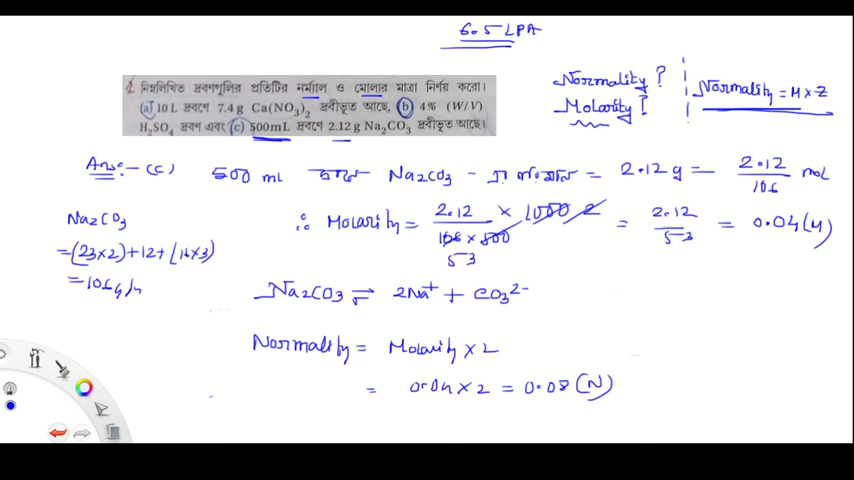 6.5 LPA
2. নিম্নলিখিত দ্রবণগুলির প্রতিটির নর্ম্যাল ও মোলার মাত্রা নির্ণয় করো।
(a) 10 L দ্রবণে 7.4 g Ca(NO3)2 দ্রবীভূত আছে, (b) 4% (W/V)
H2SO4 দ্রবণ এবং (c) 500mL দ্রবণে 2.12 g Na2CO3 দ্রবীভূত আছে।
Normality?
Molarity?
Normality = M × Z
Ans:- (c) 500 ml দ্রবণে Na2CO3 - এর পরিমান = 2.12 g = 2.12/106 mol
∴ Molarity = 2.12 × 1000 2 / 106 × 500 53 = 2.12/53 = 0.04 (M)
Na2CO3
= (23×2) + 12 + (16×3)
= 106 g/
Na2CO3 ⇌ 2Na+ + CO3 2-
Normality = Molarity × 2
= 0.04 × 2 = 0.08 (N)